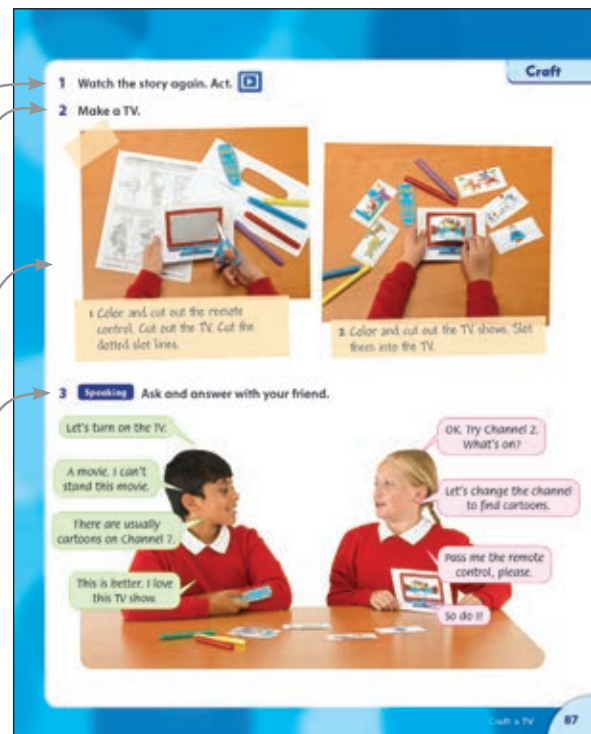 Craft
1 Watch the story again. Act.
2 Make a TV.
1. Color and cut out the remote
control. Cut out the TV. Cut the
dotted slot lines.
2. Color and cut out the TV shows. Slot
them into the TV.
3 Speaking Ask and answer with your friend.
Let's turn on the TV.
OK. Try Channel 2.
What's on?
A movie. I can't
stand this movie.
Let's change the channel
to find cartoons.
There are usually
cartoons on Channel 7.
Pass me the remote
control, please.
This is better. I love
this TV show.
So do I!
Craft a TV 87